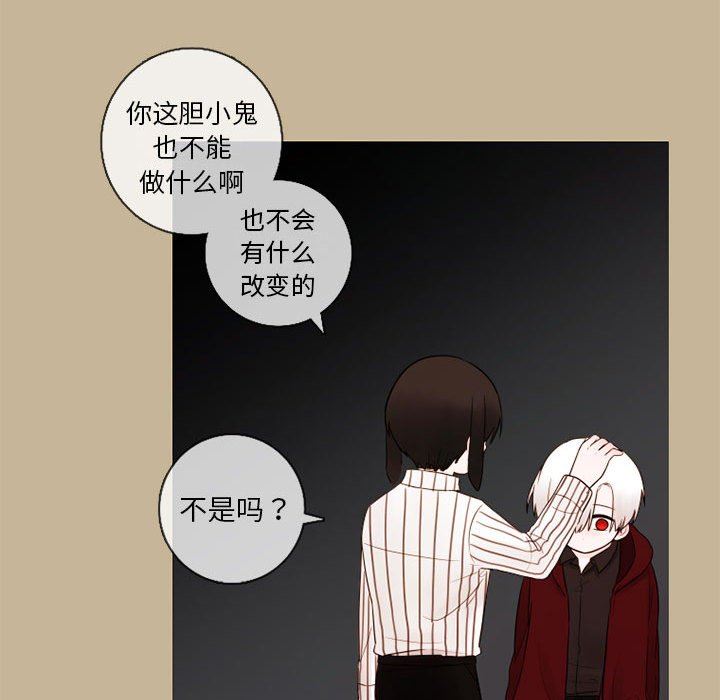 你这胆小鬼
也不能
做什么啊
也不会
有什么
改变的
不是吗？